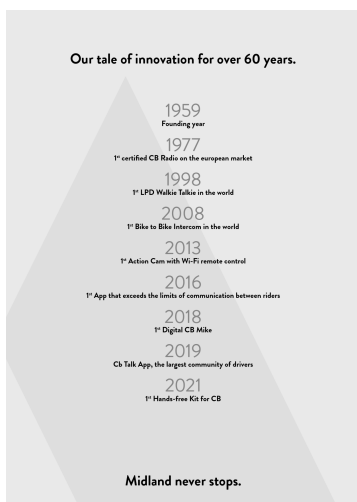 Our tale of innovation for over 60 years.
1959
Founding year
1977
1st certified CB Radio on the european market
1998
1st LPD Walkie Talkie in the world
2008
1st Bike to Bike Intercom in the world
2013
1st Action Cam with Wi-Fi remote control
2016
1st App that exceeds the limits of communication between riders
2018
1st Digital CB Mike
2019
Cb Talk App, the largest community of drivers
2021
1st Hands-free Kit for CB
Midland never stops.